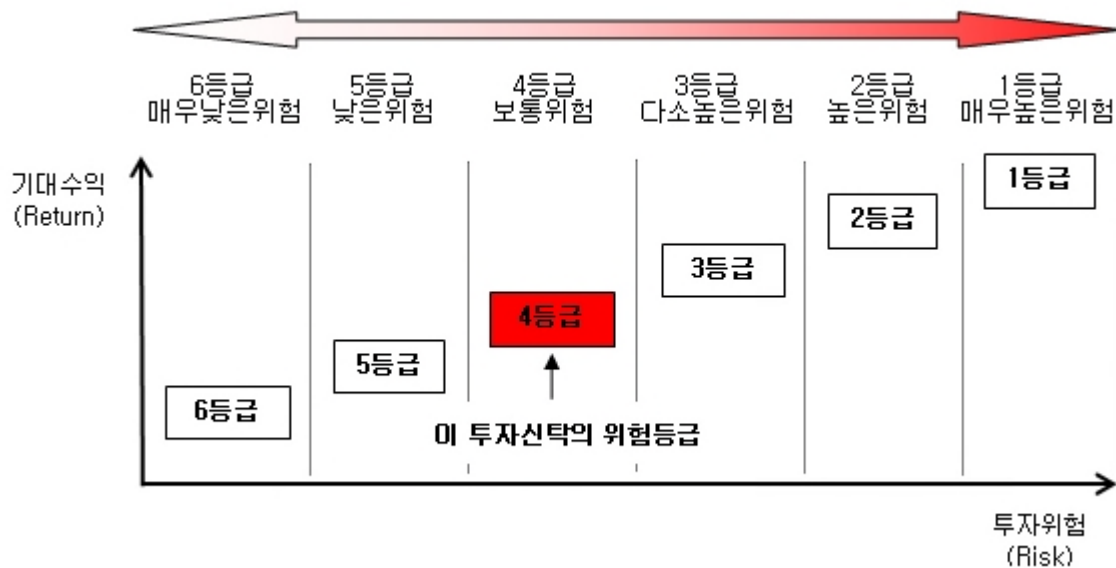 6등급 5등급 4등급 3등급 2등급 1등급
매우낮은위험 낮은위험 보통위험 다소높은위험 높은위험 매우높은위험
기대수익
(Return)
1등급
2등급
3등급
4등급
5등급
6등급
이 투자신탁의 위험등급
투자위험
(Risk)